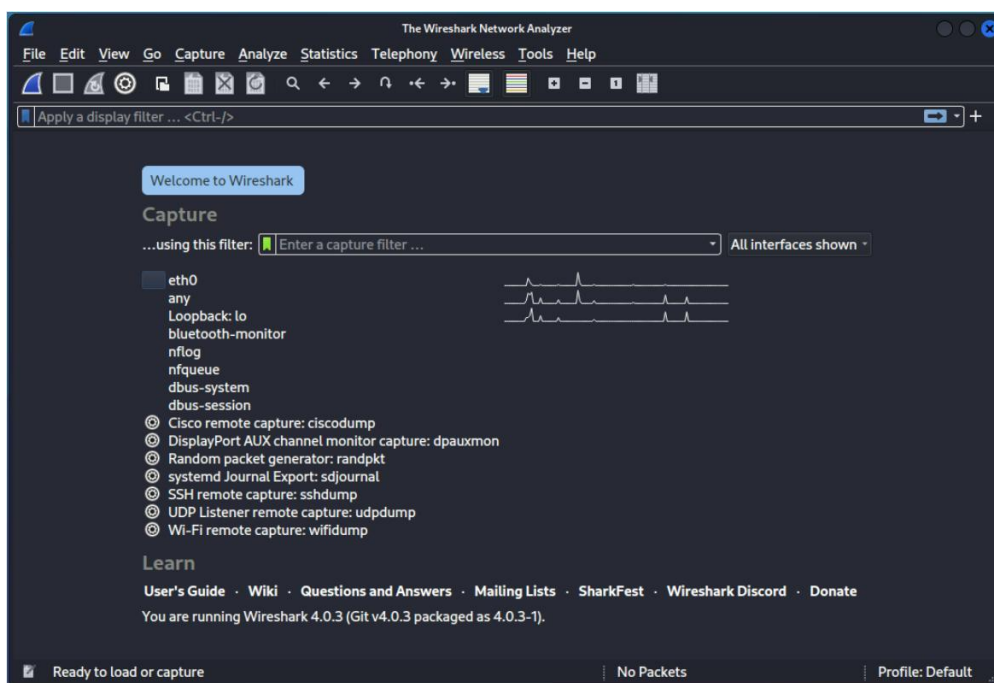 The Wireshark Network Analyzer
File Edit View Go Capture Analyze Statistics Telephony Wireless Tools Help
Apply a display filter ... <Ctrl-/>
Welcome to Wireshark
Capture
...using this filter: Enter a capture filter ... All interfaces shown
eth0
any
Loopback: lo
bluetooth-monitor
nflog
nfqueue
dbus-system
dbus-session
Cisco remote capture: ciscodump
DisplayPort AUX channel monitor capture: dpauxmon
Random packet generator: randpkt
systemd Journal Export: sdjournal
SSH remote capture: sshdump
UDP Listener remote capture: udpdump
Wi-Fi remote capture: wifidump
Learn
User's Guide · Wiki · Questions and Answers · Mailing Lists · SharkFest · Wireshark Discord · Donate
You are running Wireshark 4.0.3 (Git v4.0.3 packaged as 4.0.3-1).
Ready to load or capture No Packets Profile: Default